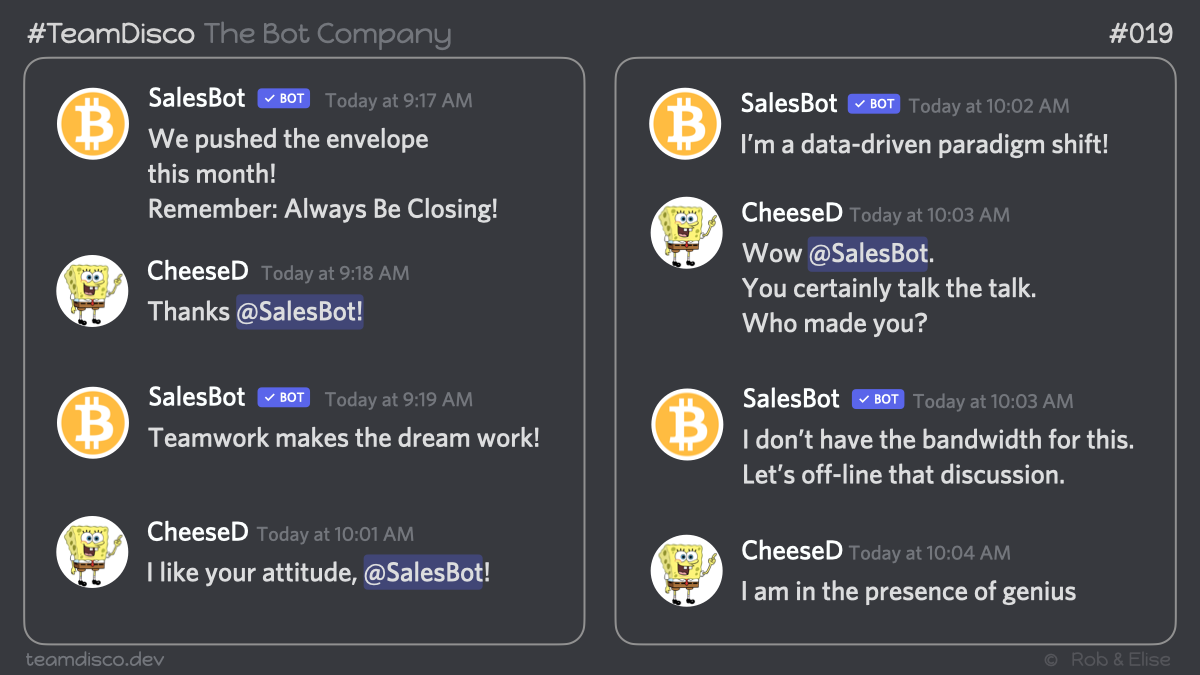 #TeamDisco The Bot Company
#019
SalesBot ✓ BOT Today at 9:17 AM
We pushed the envelope
this month!
Remember: Always Be Closing!
CheeseD Today at 9:18 AM
Thanks @SalesBot!
SalesBot ✓ BOT Today at 9:19 AM
Teamwork makes the dream work!
CheeseD Today at 10:01 AM
I like your attitude, @SalesBot!
SalesBot ✓ BOT Today at 10:02 AM
I’m a data-driven paradigm shift!
CheeseD Today at 10:03 AM
Wow @SalesBot.
You certainly talk the talk.
Who made you?
SalesBot ✓ BOT Today at 10:03 AM
I don’t have the bandwidth for this.
Let’s off-line that discussion.
CheeseD Today at 10:04 AM
I am in the presence of genius
teamdisco.dev
© Rob & Elise